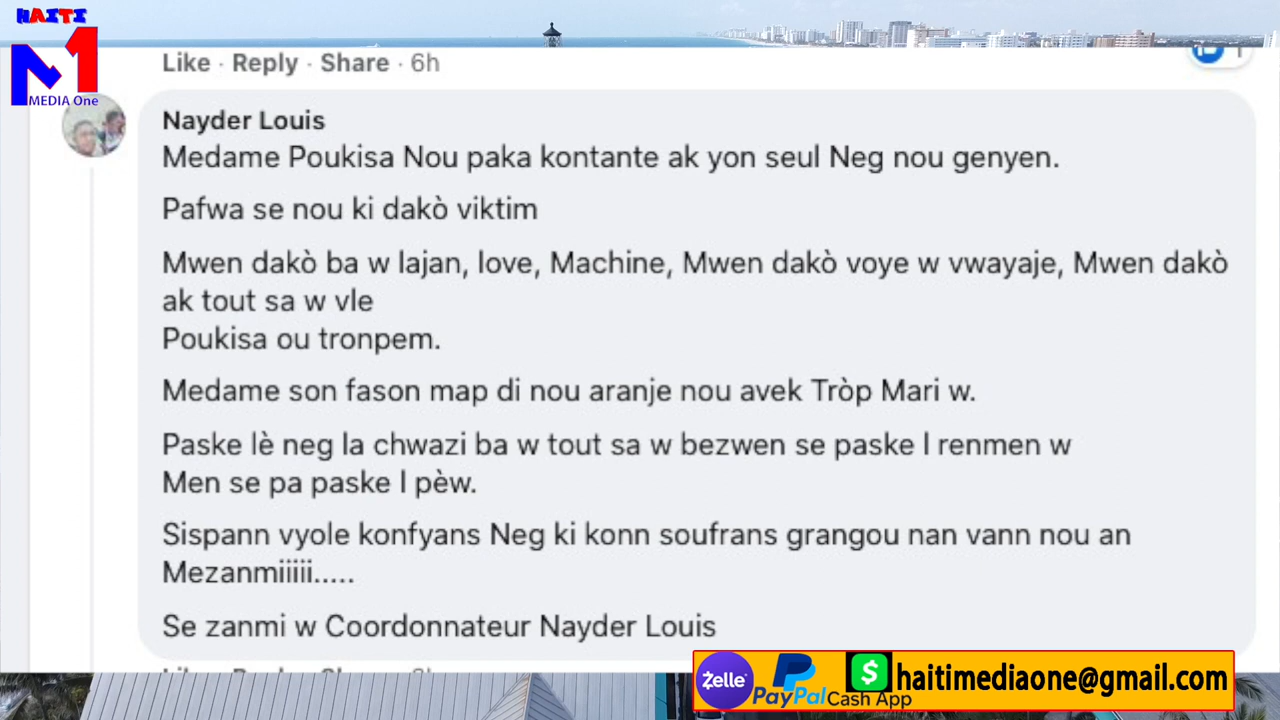 HAITI
M1
MEDIA One
Like · Reply · Share · 6h
1
Nayder Louis
Medame Poukisa Nou paka kontante ak yon seul Neg nou genyen.
Pafwa se nou ki dakò viktim
Mwen dakò ba w lajan, love, Machine, Mwen dakò voye w vwayaje, Mwen dakò
ak tout sa w vle
Poukisa ou tronpem.
Medame son fason map di nou aranje nou avek Tròp Mari w.
Paske lè neg la chwazi ba w tout sa w bezwen se paske l renmen w
Men se pa paske l pèw.
Sispann vyole konfyans Neg ki konn soufrans grangou nan vann nou an
Mezanmiiiii.....
Se zanmi w Coordonnateur Nayder Louis
Like Reply Share
Zelle PayPal $ Cash App haitimediaone@gmail.com